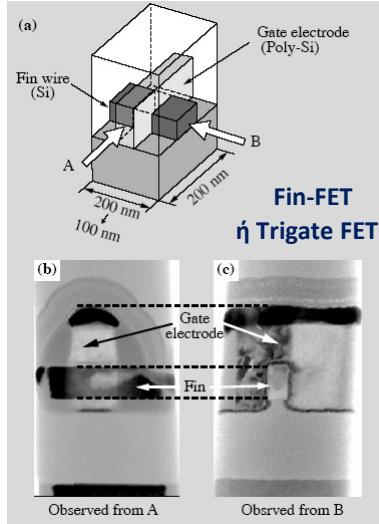 (a)
Gate electrode
(Poly-Si)
Fin wire
(Si)
A
B
200 nm
100 nm
200 nm
Fin-FET
ή Trigate FET
(b)
(c)
Gate
electrode
Fin
Observed from A
Obsrved from B